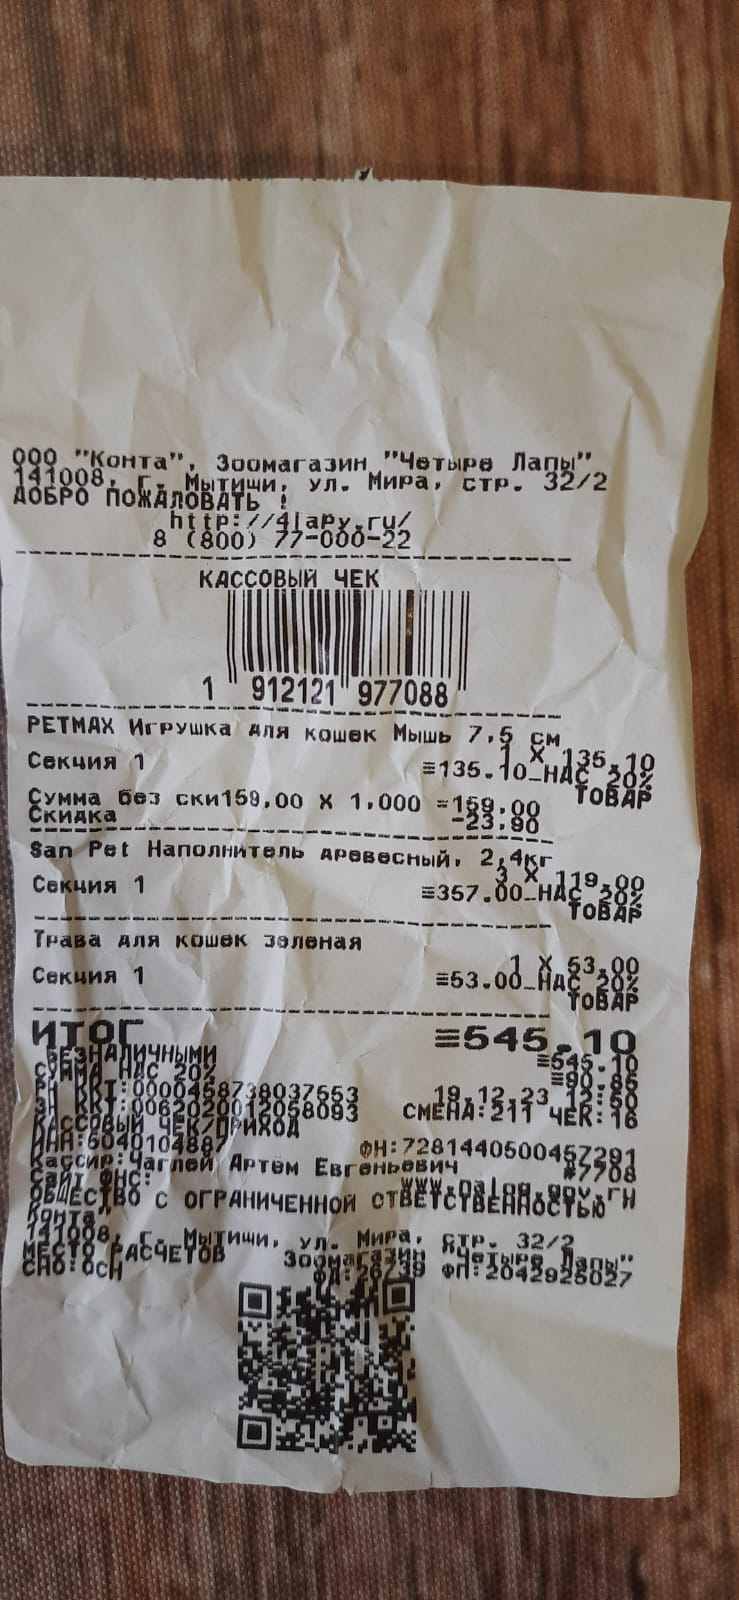 ООО "Конта", Зоомагазин "Четыре Лапы"
141008, г. Мытищи, ул. Мира, стр. 32/2
ДОБРО ПОЖАЛОВАТЬ !
http://4lapy.ru/
8 (800) 77-000-22
КАССОВЫЙ ЧЕК
1 912121 977088
PETMAX Игрушка для кошек Мышь 7,5 см
1 X 135.10
Секция 1 ≡135.10_НДС 20%
ТОВАР
Сумма без ски159,00 X 1,000 =159,00
Скидка -23,90
San Pet Наполнитель древесный, 2,4кг
3 X 119.00
Секция 1 ≡357.00_НДС 20%
ТОВАР
Трава для кошек зеленая
1 X 53.00
Секция 1 ≡53.00_НДС 20%
ТОВАР
ИТОГ ≡545.10
БЕЗНАЛИЧНЫМИ ≡545.10
СУММА НДС 20% ≡90.85
РН ККТ:0000458738037553 19.12.23 12:50
ЗН ККТ:0062020012058093 СМЕНА:211 ЧЕК:16
КАССОВЫЙ ЧЕК/ПРИХОД
ИНН:5040104887 ФН:7281440500457291
Кассир:Чаглей Артём Евгеньевич #7708
Сайт ФНС: www.nalog.gov.ru
ОБЩЕСТВО С ОГРАНИЧЕННОЙ ОТВЕТСТВЕННОСТЬЮ
"Конта"
141008, г. Мытищи, ул. Мира, стр. 32/2
МЕСТО РАСЧЕТОВ Зоомагазин "Четыре Лапы"
СНО:ОСН ФД:26739 ФП:2042925027